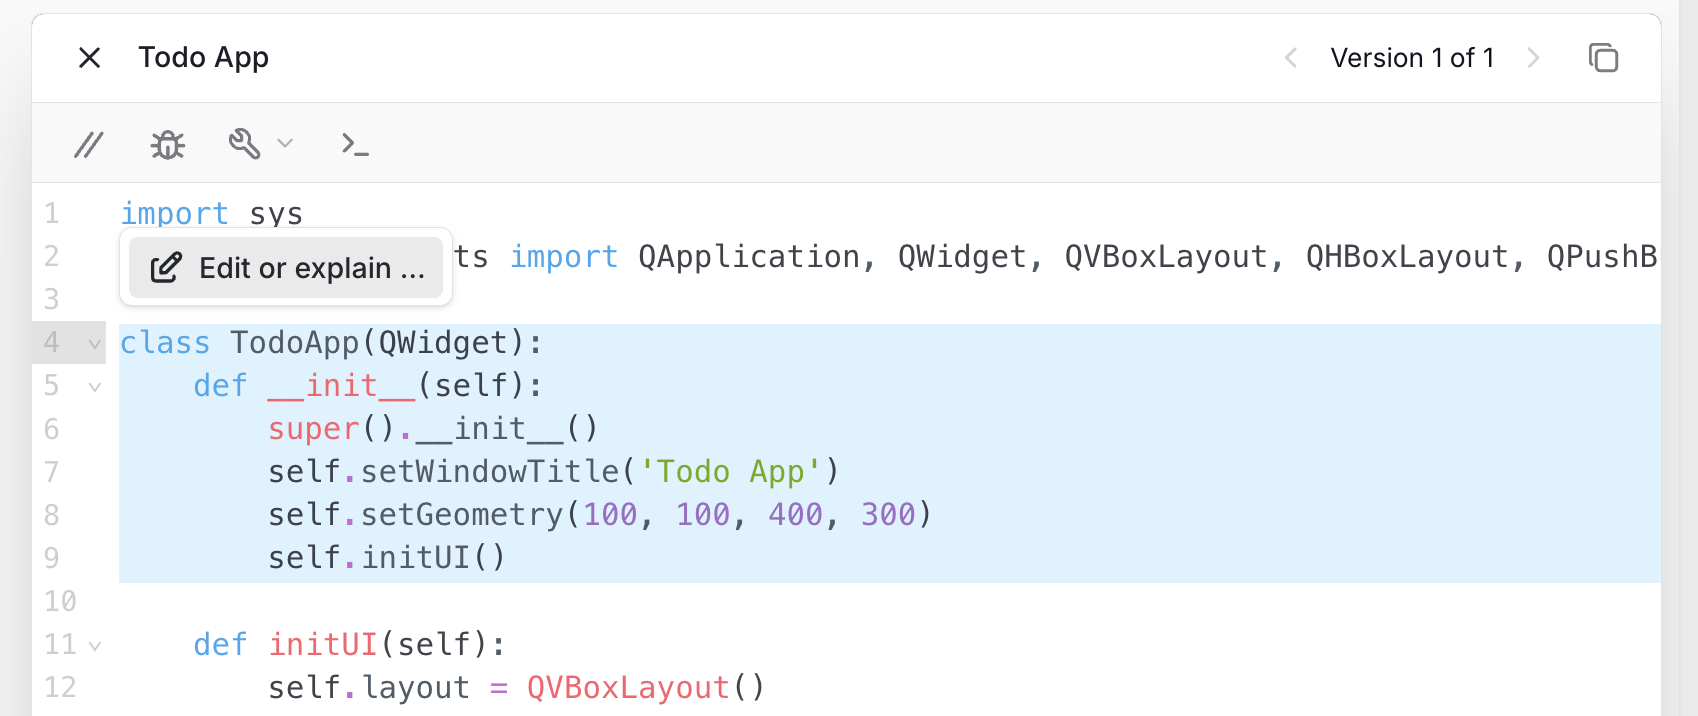 Todo App
Version 1 of 1
1 import sys
Edit or explain ...
2 ts import QApplication, QWidget, QVBoxLayout, QHBoxLayout, QPushB
3
4 class TodoApp(QWidget):
5     def __init__(self):
6         super().__init__()
7         self.setWindowTitle('Todo App')
8         self.setGeometry(100, 100, 400, 300)
9         self.initUI()
10
11     def initUI(self):
12         self.layout = QVBoxLayout()